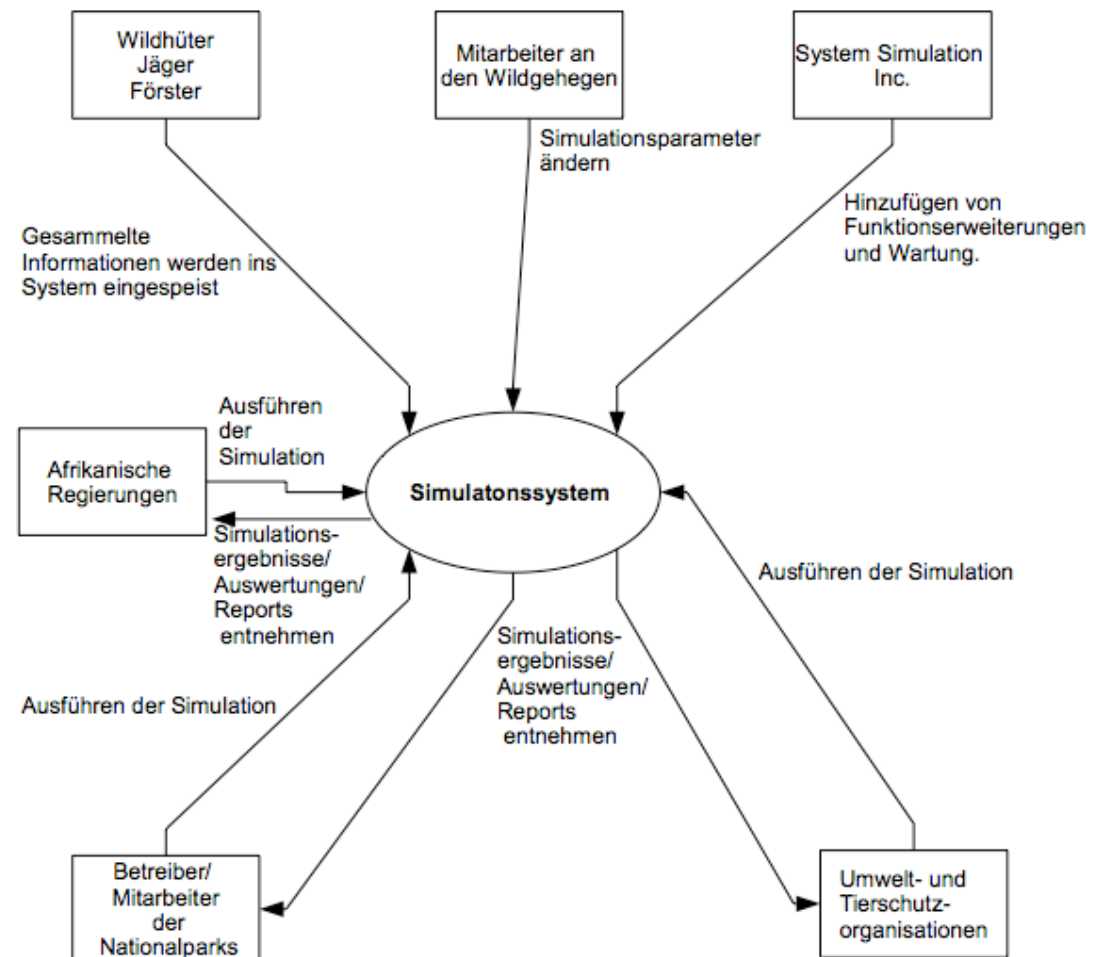 Wildhüter
Jäger
Förster
Mitarbeiter an
den Wildgehegen
System Simulation
Inc.
Simulationsparameter
ändern
Hinzufügen von
Funktionserweiterungen
und Wartung.
Gesammelte
Informationen werden ins
System eingespeist
Ausführen
der
Simulation
Afrikanische
Regierungen
Simulatonssystem
Simulations-
ergebnisse/
Auswertungen/
Reports
entnehmen
Ausführen der Simulation
Simulations-
ergebnisse/
Auswertungen/
Reports
entnehmen
Ausführen der Simulation
Betreiber/
Mitarbeiter
der
Nationalparks
Umwelt- und
Tierschutz-
organisationen